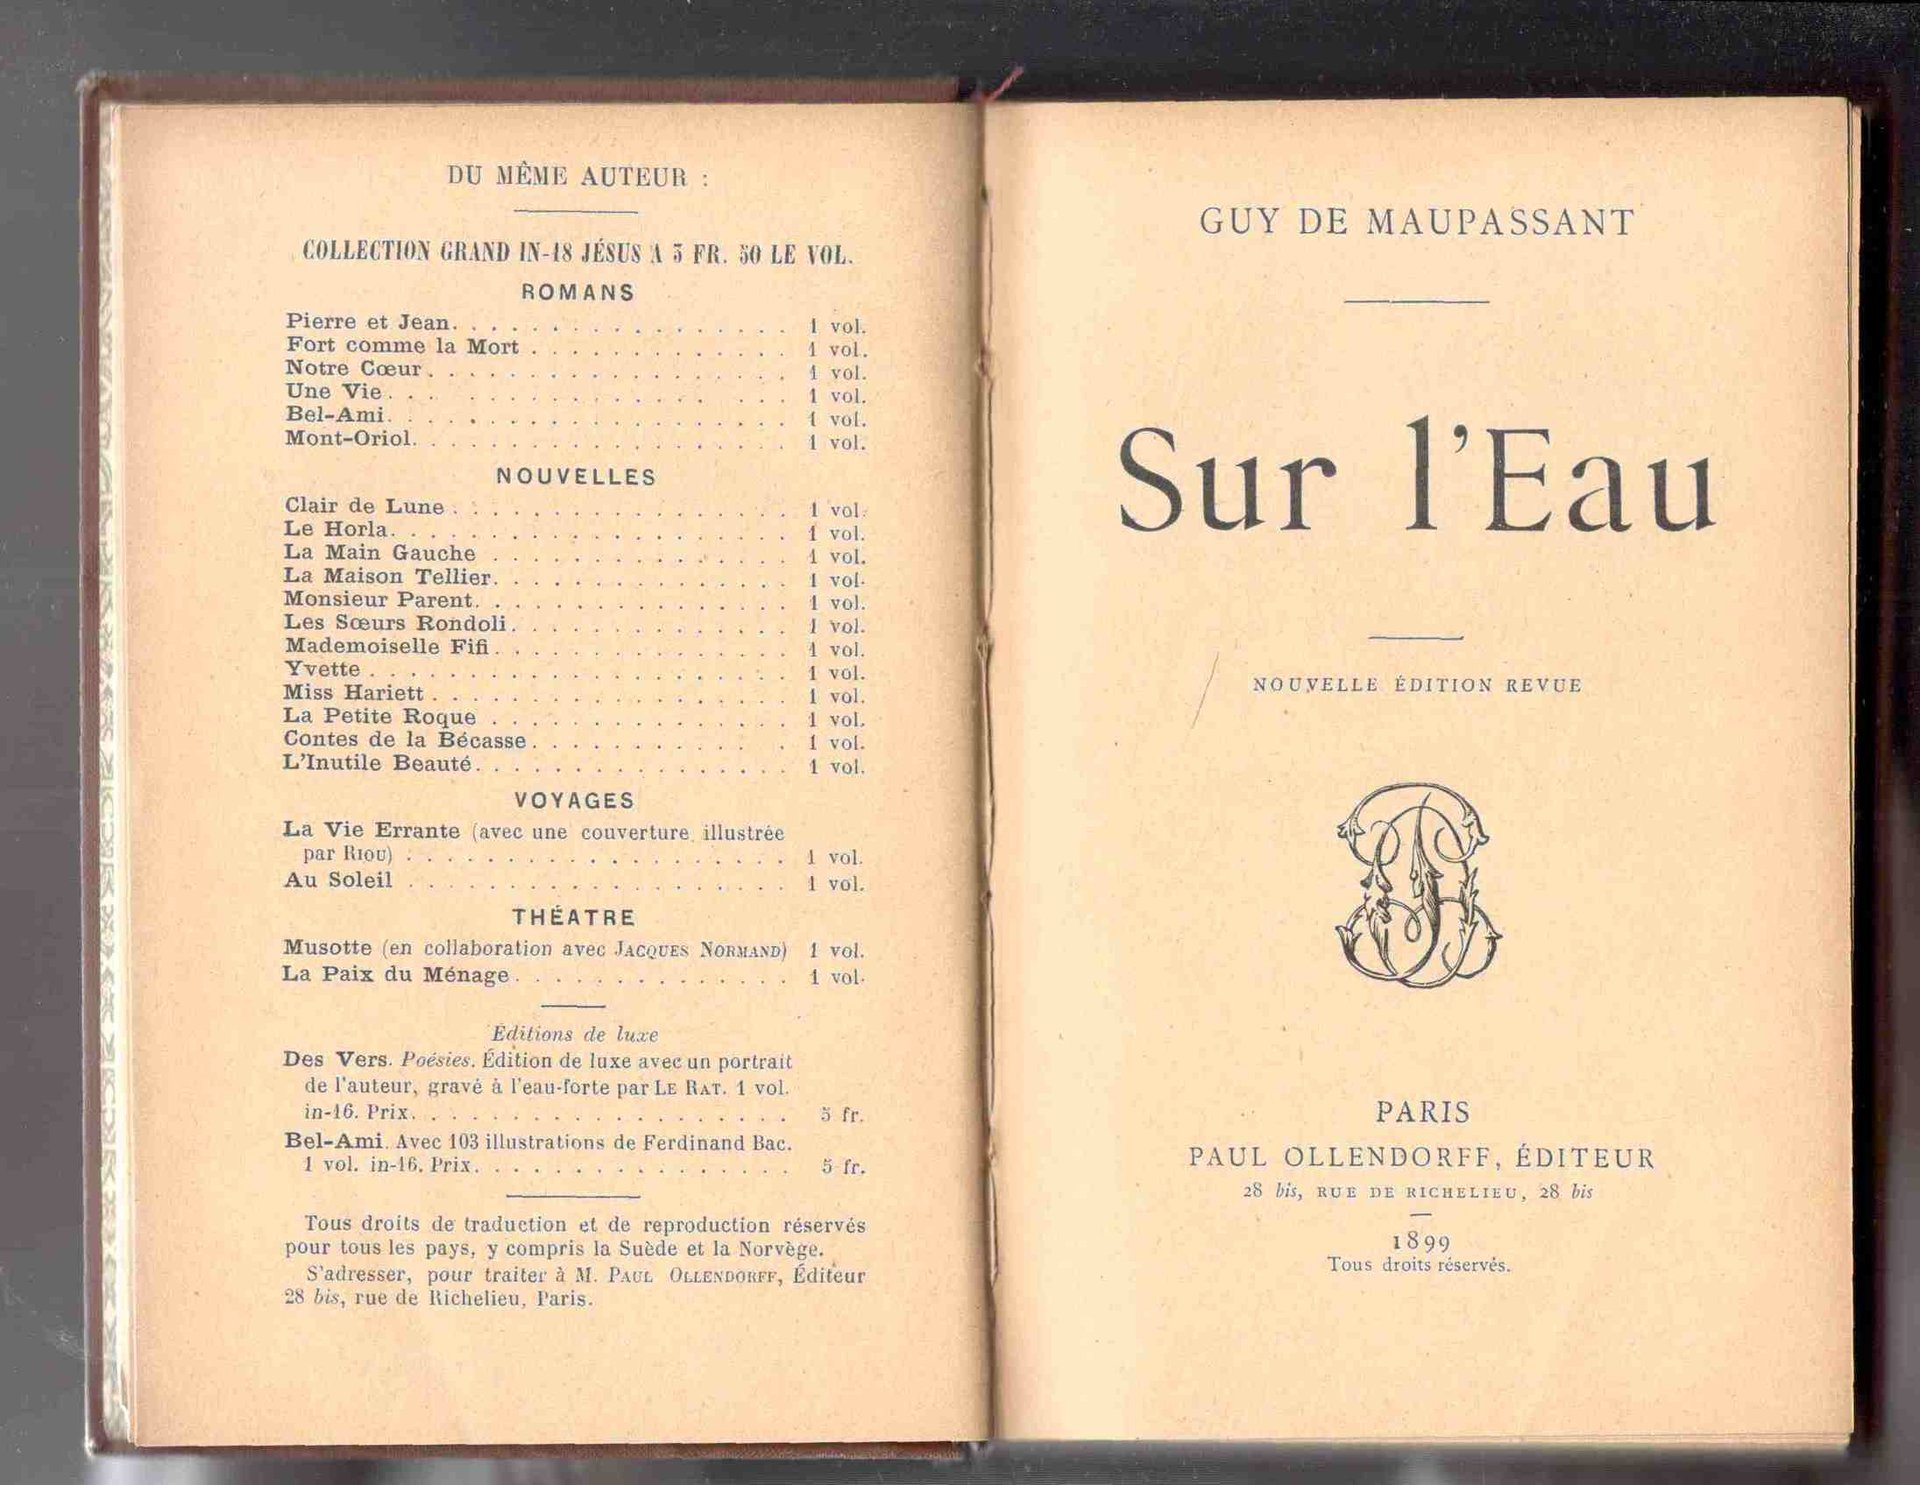 DU MÊME AUTEUR :
COLLECTION GRAND IN-18 JÉSUS A 3 FR. 50 LE VOL.
ROMANS
Pierre et Jean. . . . . . . . . . . . . . . . . 1 vol.
Fort comme la Mort . . . . . . . . . . . . . 1 vol.
Notre Cœur . . . . . . . . . . . . . . . . . . 1 vol.
Une Vie . . . . . . . . . . . . . . . . . . 1 vol.
Bel-Ami. . . . . . . . . . . . . . . . . . . . 1 vol.
Mont-Oriol. . . . . . . . . . . . . . . . . . . 1 vol.
NOUVELLES
Clair de Lune . . . . . . . . . . . . . . . . . 1 vol.
Le Horla. . . . . . . . . . . . . . . . . . . . 1 vol.
La Main Gauche . . . . . . . . . . . . . . . 1 vol.
La Maison Tellier. . . . . . . . . . . . . . . 1 vol.
Monsieur Parent. . . . . . . . . . . . . . . . 1 vol.
Les Sœurs Rondoli. . . . . . . . . . . . . . 1 vol.
Mademoiselle Fifi. . . . . . . . . . . . . . . 1 vol.
Yvette . . . . . . . . . . . . . . . . . . . . . 1 vol.
Miss Hariett . . . . . . . . . . . . . . . . . . 1 vol.
La Petite Roque . . . . . . . . . . . . . . . 1 vol.
Contes de la Bécasse . . . . . . . . . . . . 1 vol.
L'Inutile Beauté. . . . . . . . . . . . . . . . 1 vol.
VOYAGES
La Vie Errante (avec une couverture illustrée
par RIOU) . . . . . . . . . . . . . . . . . . . 1 vol.
Au Soleil . . . . . . . . . . . . . . . . . . . 1 vol.
THÉATRE
Musotte (en collaboration avec JACQUES NORMAND) 1 vol.
La Paix du Ménage . . . . . . . . . . . . . . 1 vol.
Editions de luxe
Des Vers. Poésies. Édition de luxe avec un portrait
de l'auteur, gravé à l'eau-forte par LE RAT. 1 vol.
in-16. Prix. . . . . . . . . . . . . . . . . . . 5 fr.
Bel-Ami. Avec 103 illustrations de Ferdinand Bac.
1 vol. in-16. Prix. . . . . . . . . . . . . . . . 5 fr.
Tous droits de traduction et de reproduction réservés
pour tous les pays, y compris la Suède et la Norvège.
S'adresser, pour traiter à M. PAUL OLLENDORFF, Éditeur
28 bis, rue de Richelieu, Paris.
GUY DE MAUPASSANT
Sur l'Eau
NOUVELLE ÉDITION REVUE
PARIS
PAUL OLLENDORFF, ÉDITEUR
28 bis, RUE DE RICHELIEU, 28 bis
1899
Tous droits réservés.